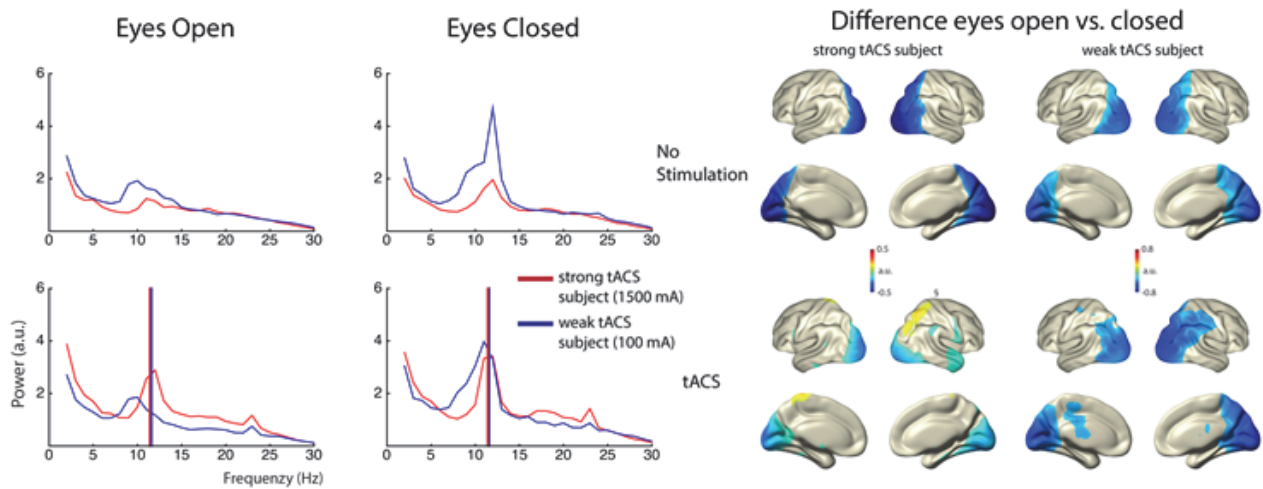 Eyes Open
Eyes Closed
Difference eyes open vs. closed
strong tACS subject
weak tACS subject
6
4
2
0 5 10 15 20 25 30
6
4
2
0 5 10 15 20 25 30
No
Stimulation
0.5
a.u.
-0.5
0.8
a.u.
-0.8
strong tACS
subject (1500 mA)
weak tACS
subject (100 mA)
Power (a.u.)
6
4
2
0 5 10 15 20 25 30
6
4
2
0 5 10 15 20 25 30
Frequenzy (Hz)
tACS
s